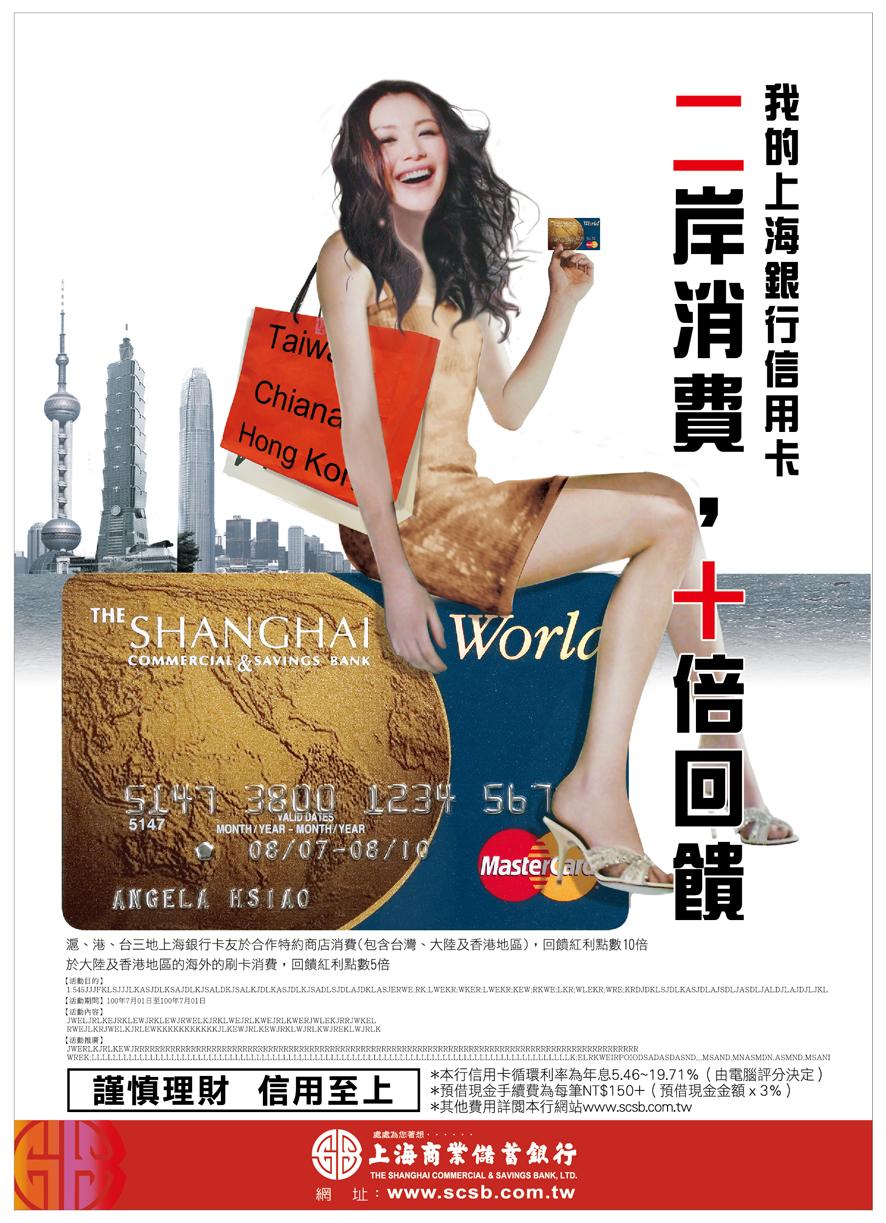 我的上海銀行信用卡
二岸消費，十倍回饋
World
MasterCard
Taiw
Chiana
Hong Kon
THE SHANGHAI
COMMERCIAL & SAVINGS BANK
World
5147 3800 1234 567
5147
VALID DATES
MONTH/YEAR - MONTH/YEAR
08/07-08/10
ANGELA HSIAO
MasterCard
滬、港、台三地上海銀行卡友於合作特約商店消費(包含台灣、大陸及香港地區)，回饋紅利點數10倍
於大陸及香港地區的海外的刷卡消費，回饋紅利點數5倍
【活動目的】
【活動期間】100年7月01日至100年7月01日
【活動內容】
【活動推廣】
謹慎理財 信用至上
*本行信用卡循環利率為年息5.46~19.71%（由電腦評分決定）
*預借現金手續費為每筆NT$150+（預借現金金額 x 3%）
*其他費用詳閱本行網站www.scsb.com.tw
處處為您著想‧‧‧‧‧‧
上海商業儲蓄銀行
THE SHANGHAI COMMERCIAL & SAVINGS BANK, LTD.
網 址：www.scsb.com.tw